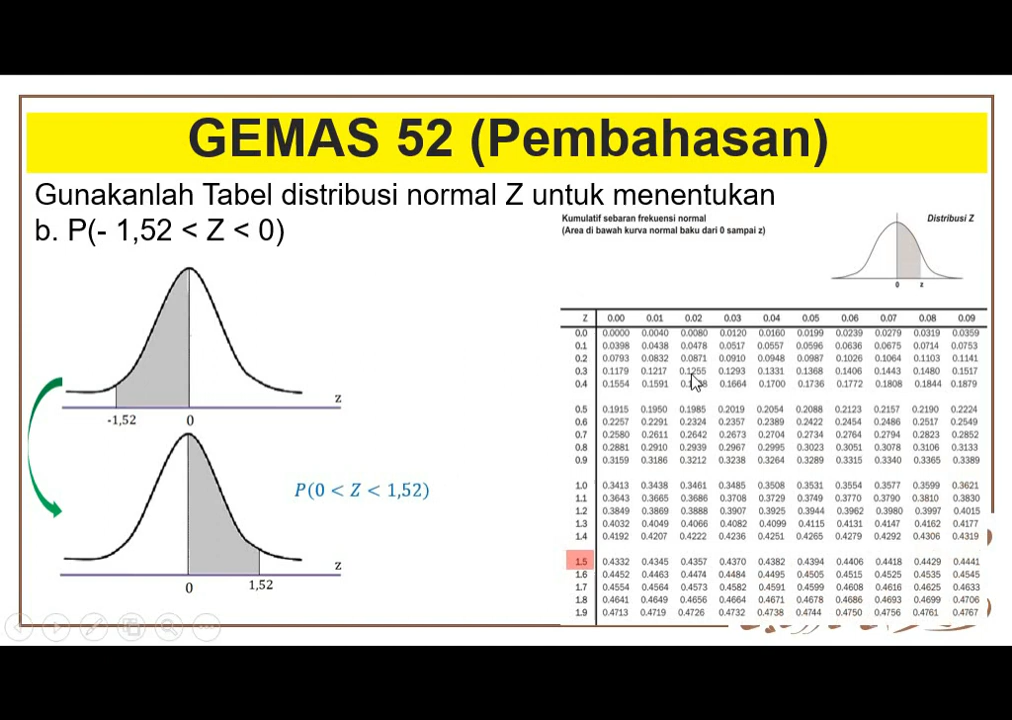 GEMAS 52 (Pembahasan)
Gunakanlah Tabel distribusi normal Z untuk menentukan
b. P(- 1,52 < Z < 0)
z
-1,52 0
P(0 < Z < 1,52)
z
0 1,52
Kumulatif sebaran frekuensi normal
(Area di bawah kurva normal baku dari 0 sampai z)
Distribusi Z
0 z
Z 0.00 0.01 0.02 0.03 0.04 0.05 0.06 0.07 0.08 0.09
0.0 0.0000 0.0040 0.0080 0.0120 0.0160 0.0199 0.0239 0.0279 0.0319 0.0359
0.1 0.0398 0.0438 0.0478 0.0517 0.0557 0.0596 0.0636 0.0675 0.0714 0.0753
0.2 0.0793 0.0832 0.0871 0.0910 0.0948 0.0987 0.1026 0.1064 0.1103 0.1141
0.3 0.1179 0.1217 0.1255 0.1293 0.1331 0.1368 0.1406 0.1443 0.1480 0.1517
0.4 0.1554 0.1591 0.1664 0.1700 0.1736 0.1772 0.1808 0.1844 0.1879
0.5 0.1915 0.1950 0.1985 0.2019 0.2054 0.2088 0.2123 0.2157 0.2190 0.2224
0.6 0.2257 0.2291 0.2324 0.2357 0.2389 0.2422 0.2454 0.2486 0.2517 0.2549
0.7 0.2580 0.2611 0.2642 0.2673 0.2704 0.2734 0.2764 0.2794 0.2823 0.2852
0.8 0.2881 0.2910 0.2939 0.2967 0.2995 0.3023 0.3051 0.3078 0.3106 0.3133
0.9 0.3159 0.3186 0.3212 0.3238 0.3264 0.3289 0.3315 0.3340 0.3365 0.3389
1.0 0.3413 0.3438 0.3461 0.3485 0.3508 0.3531 0.3554 0.3577 0.3599 0.3621
1.1 0.3643 0.3665 0.3686 0.3708 0.3729 0.3749 0.3770 0.3790 0.3810 0.3830
1.2 0.3849 0.3869 0.3888 0.3907 0.3925 0.3944 0.3962 0.3980 0.3997 0.4015
1.3 0.4032 0.4049 0.4066 0.4082 0.4099 0.4115 0.4131 0.4147 0.4162 0.4177
1.4 0.4192 0.4207 0.4222 0.4236 0.4251 0.4265 0.4279 0.4292 0.4306 0.4319
1.5 0.4332 0.4345 0.4357 0.4370 0.4382 0.4394 0.4406 0.4418 0.4429 0.4441
1.6 0.4452 0.4463 0.4474 0.4484 0.4495 0.4505 0.4515 0.4525 0.4535 0.4545
1.7 0.4554 0.4564 0.4573 0.4582 0.4591 0.4599 0.4608 0.4616 0.4625 0.4633
1.8 0.4641 0.4649 0.4656 0.4664 0.4671 0.4678 0.4686 0.4693 0.4699 0.4706
1.9 0.4713 0.4719 0.4726 0.4732 0.4738 0.4744 0.4750 0.4756 0.4761 0.4767